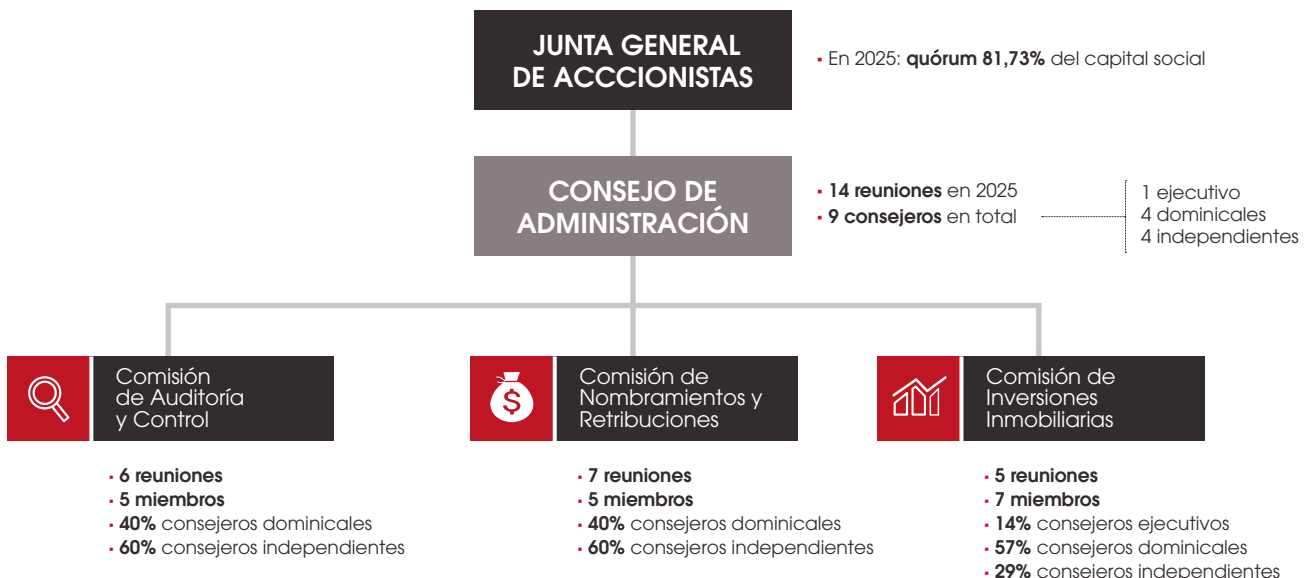 JUNTA GENERAL
DE ACCCIONISTAS
▪ En 2025: quórum 81,73% del capital social
CONSEJO DE
ADMINISTRACIÓN
▪ 14 reuniones en 2025
▪ 9 consejeros en total
1 ejecutivo
4 dominicales
4 independientes
Comisión
de Auditoría
y Control
▪ 6 reuniones
▪ 5 miembros
▪ 40% consejeros dominicales
▪ 60% consejeros independientes
$
Comisión de
Nombramientos y
Retribuciones
▪ 7 reuniones
▪ 5 miembros
▪ 40% consejeros dominicales
▪ 60% consejeros independientes
Comisión de
Inversiones
Inmobiliarias
▪ 5 reuniones
▪ 7 miembros
▪ 14% consejeros ejecutivos
▪ 57% consejeros dominicales
▪ 29% consejeros independientes